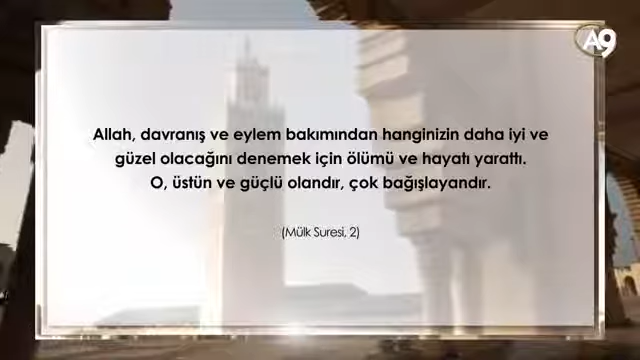 A9
Allah, davranış ve eylem bakımından hanginizin daha iyi ve
güzel olacağını denemek için ölümü ve hayatı yarattı.
O, üstün ve güçlü olandır, çok bağışlayandır.
(Mülk Suresi, 2)